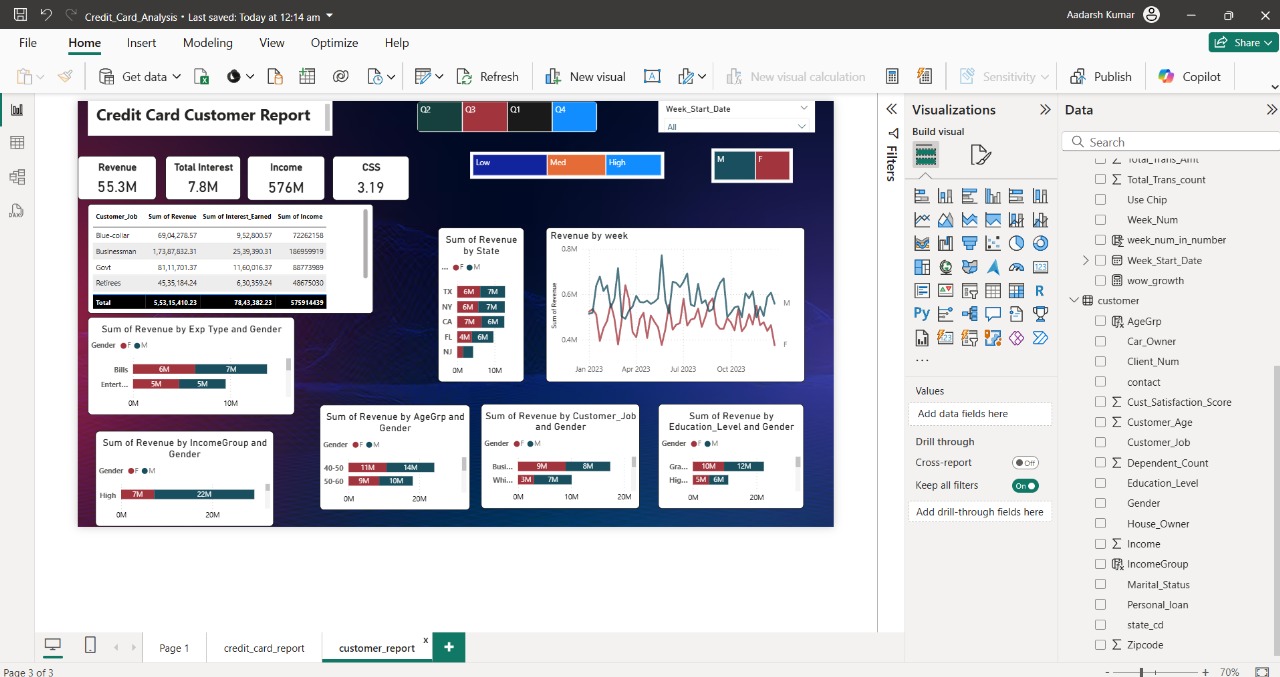 Credit_Card_Analysis • Last saved: Today at 12:14 am
Aadarsh Kumar
File Home Insert Modeling View Optimize Help
Share
Get data Refresh New visual New visual calculation Sensitivity Publish Copilot
Credit Card Customer Report
Q2 Q3 Q1 Q4
Week_Start_Date
All
Low Med High
M F
Revenue
55.3M
Total Interest
7.8M
Income
576M
CSS
3.19
Customer_Job Sum of Revenue Sum of Interest_Earned Sum of Income
Blue-collar 69,04,278.57 9,52,800.57 72262158
Businessman 1,73,87,832.31 25,39,390.31 186959919
Govt 81,11,701.37 11,60,016.37 88773989
Retirees 45,35,184.24 6,30,359.24 48675030
Total 5,53,15,410.23 78,43,382.23 575914439
Sum of Revenue
by State
... F M
TX 6M 7M
NY 6M 7M
CA 7M 6M
FL 4M 6M
NJ
0M 10M
Revenue by week
Sum of Revenue
0.8M
0.6M
0.4M
M
F
Jan 2023 Apr 2023 Jul 2023 Oct 2023
Sum of Revenue by Exp Type and Gender
Gender F M
Bills 6M 7M
Entert... 5M 5M
0M 10M
Sum of Revenue by IncomeGroup and
Gender
Gender F M
High 7M 22M
0M 20M
Sum of Revenue by AgeGrp and
Gender
Gender F M
40-50 11M 14M
50-60 9M 10M
0M 20M
Sum of Revenue by Customer_Job
and Gender
Gender F M
Busi... 9M 8M
Whi... 3M 7M
0M 10M 20M
Sum of Revenue by
Education_Level and Gender
Gender F M
Gra... 10M 12M
Hig... 5M 6M
0M 20M
Filters
Visualizations
Build visual
Py R
...
Values
Add data fields here
Drill through
Cross-report Off
Keep all filters On
Add drill-through fields here
Data
Search
Total_Trans_Amt
Total_Trans_count
Use Chip
Week_Num
week_num_in_number
Week_Start_Date
wow_growth
customer
AgeGrp
Car_Owner
Client_Num
contact
Cust_Satisfaction_Score
Customer_Age
Customer_Job
Dependent_Count
Education_Level
Gender
House_Owner
Income
IncomeGroup
Marital_Status
Personal_loan
state_cd
Zipcode
Page 1 credit_card_report customer_report x +
Page 3 of 3
- + 70%